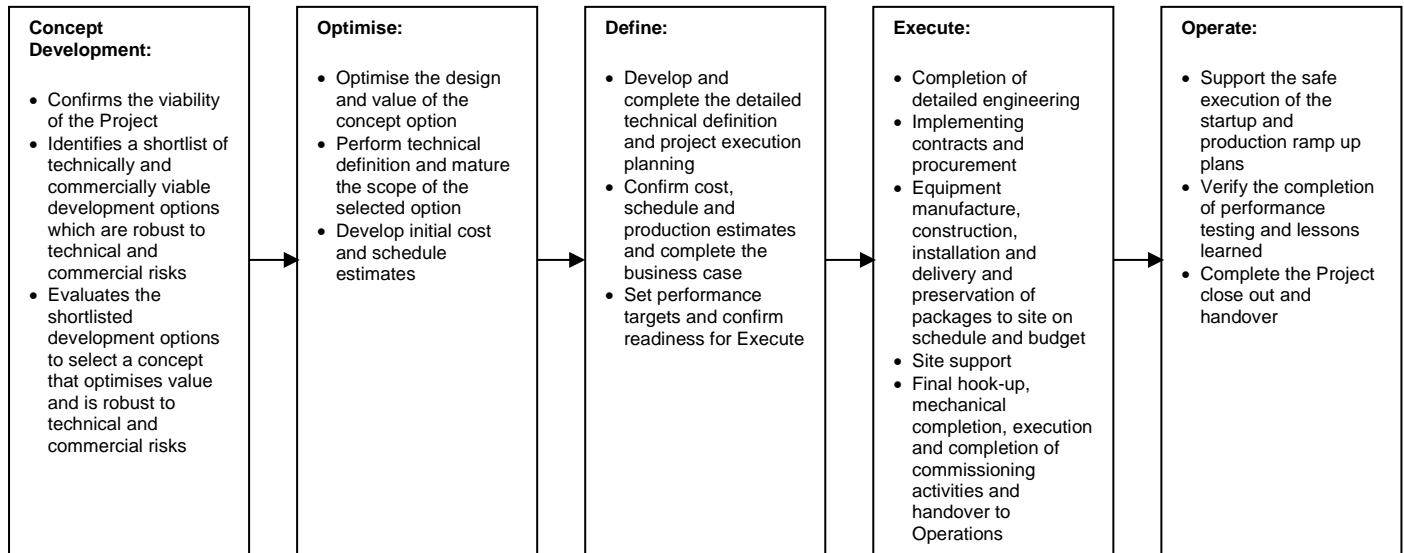 Concept
Development:
• Confirms the viability
of the Project
• Identifies a shortlist of
technically and
commercially viable
development options
which are robust to
technical and
commercial risks
• Evaluates the
shortlisted
development options
to select a concept
that optimises value
and is robust to
technical and
commercial risks
Optimise:
• Optimise the design
and value of the
concept option
• Perform technical
definition and mature
the scope of the
selected option
• Develop initial cost
and schedule
estimates
Define:
• Develop and
complete the detailed
technical definition
and project execution
planning
• Confirm cost,
schedule and
production estimates
and complete the
business case
• Set performance
targets and confirm
readiness for Execute
Execute:
• Completion of
detailed engineering
• Implementing
contracts and
procurement
• Equipment
manufacture,
construction,
installation and
delivery and
preservation of
packages to site on
schedule and budget
• Site support
• Final hook-up,
mechanical
completion, execution
and completion of
commissioning
activities and
handover to
Operations
Operate:
• Support the safe
execution of the
startup and
production ramp up
plans
• Verify the completion
of performance
testing and lessons
learned
• Complete the Project
close out and
handover